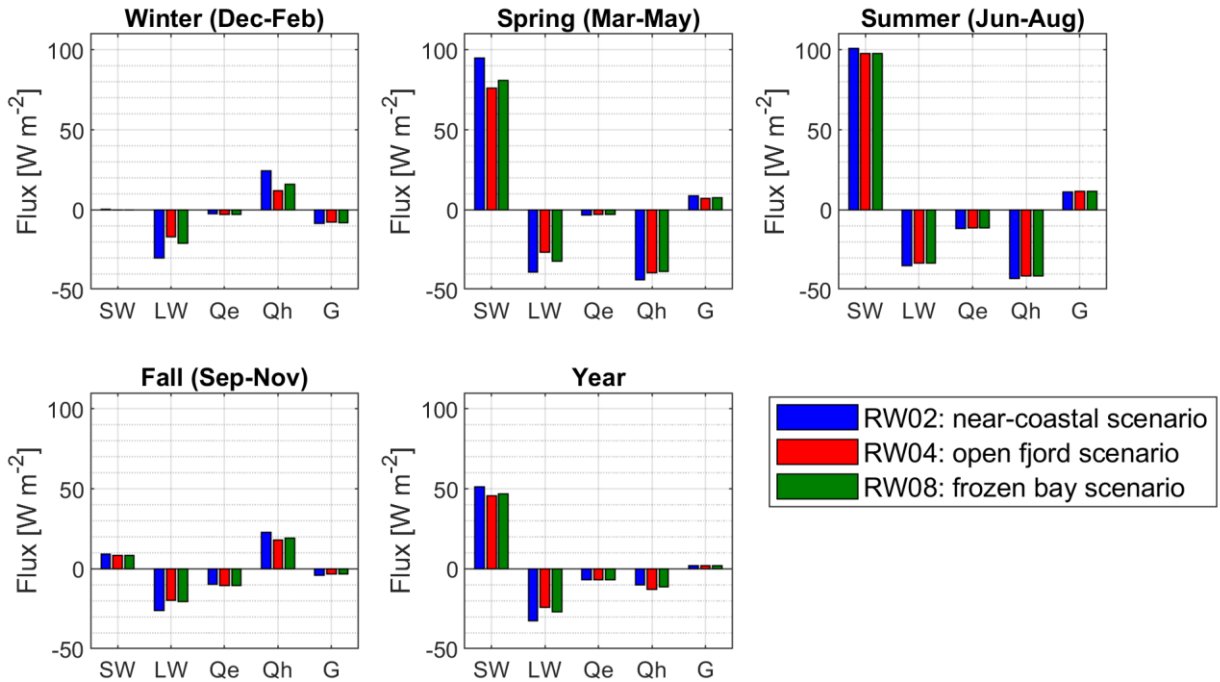 Winter (Dec-Feb)
Flux [W m-2]
100
50
0
-50
SW LW Qe Qh G
Spring (Mar-May)
Flux [W m-2]
100
50
0
-50
SW LW Qe Qh G
Summer (Jun-Aug)
Flux [W m-2]
100
50
0
-50
SW LW Qe Qh G
Fall (Sep-Nov)
Flux [W m-2]
100
50
0
-50
SW LW Qe Qh G
Year
Flux [W m-2]
100
50
0
-50
SW LW Qe Qh G
RW02: near-coastal scenario
RW04: open fjord scenario
RW08: frozen bay scenario